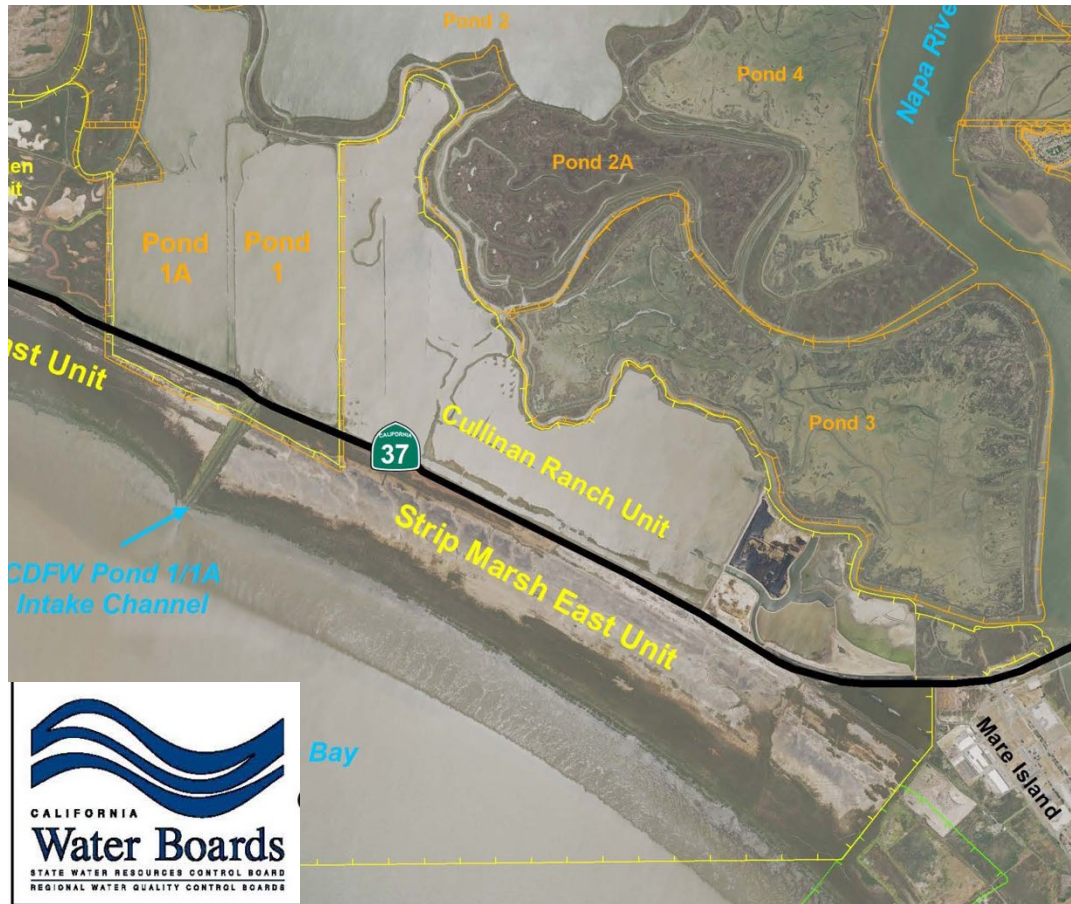 Pond 2
Pond 4
Napa River
Pond 2A
Pond
1A
Pond
1
Pond 3
CALIFORNIA
37
Cullinan Ranch Unit
Strip Marsh East Unit
Unit
CDFW Pond 1/1A
Intake Channel
Bay
Mare Island
CALIFORNIA
Water Boards
STATE WATER RESOURCES CONTROL BOARD
REGIONAL WATER QUALITY CONTROL BOARDS